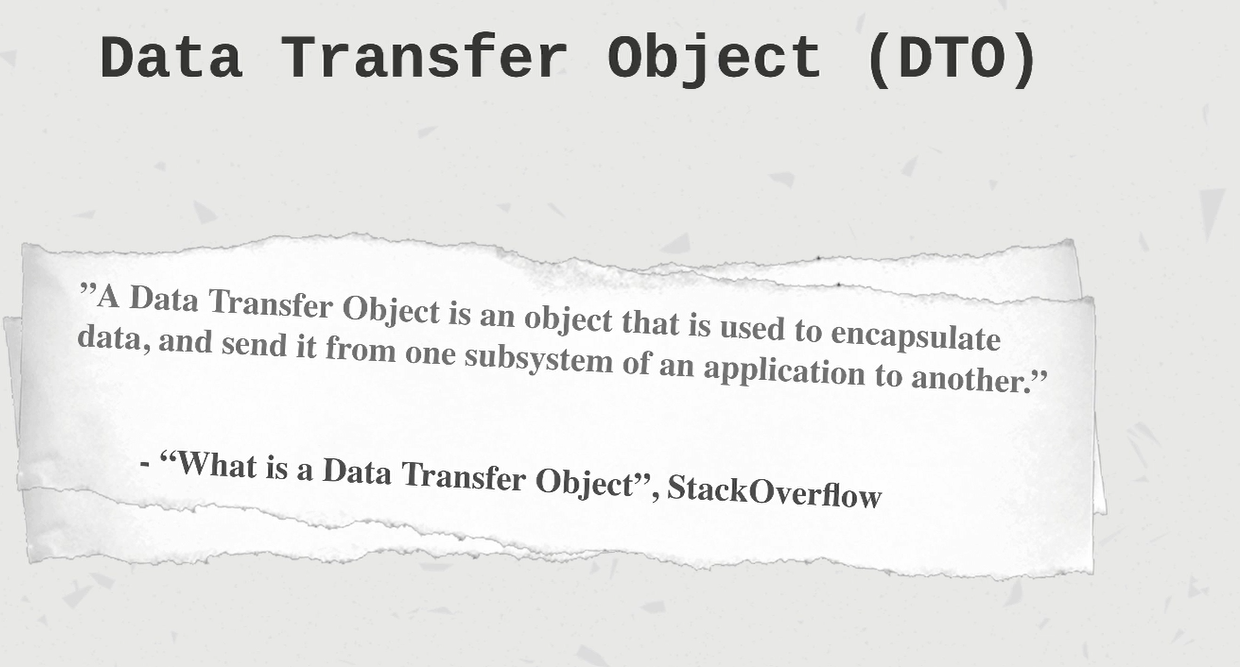 Data Transfer Object (DTO)
”A Data Transfer Object is an object that is used to encapsulate
data, and send it from one subsystem of an application to another.”
- “What is a Data Transfer Object”, StackOverflow